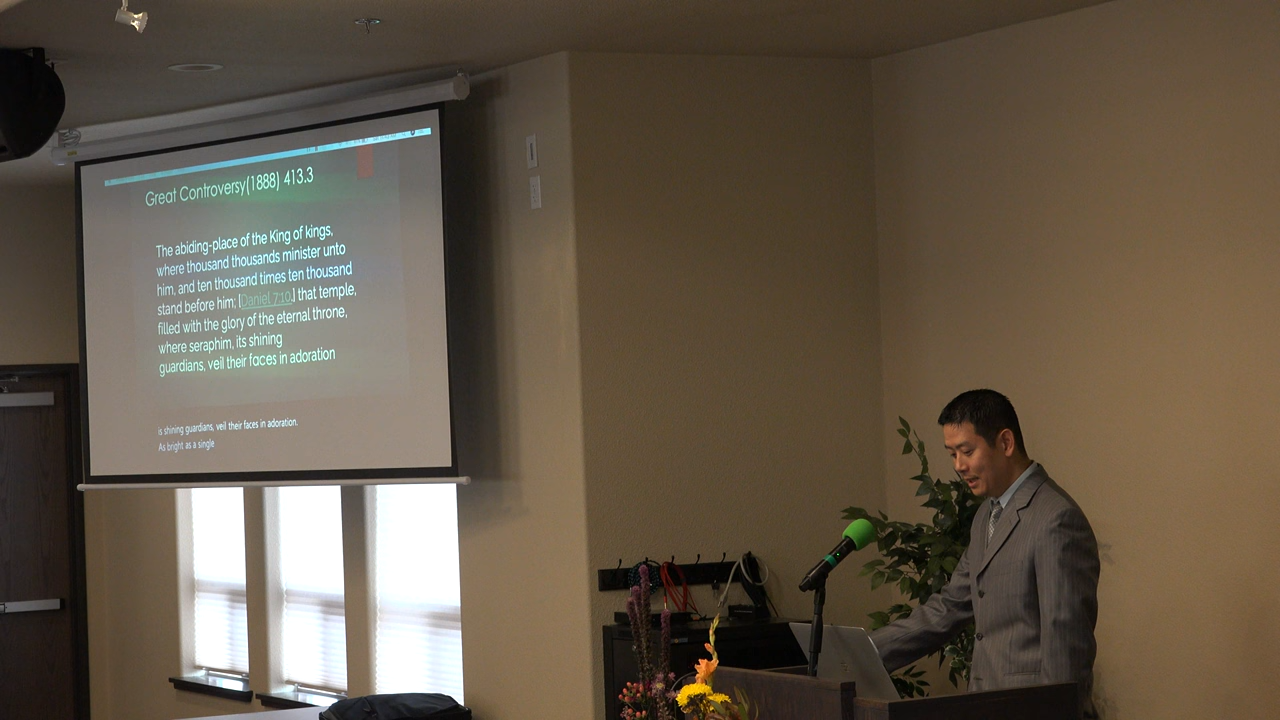 Great Controversy(1888) 413.3
The abiding-place of the King of kings,
where thousand thousands minister unto
him, and ten thousand times ten thousand
stand before him; [Daniel 7:10.] that temple,
filled with the glory of the eternal throne,
where seraphim, its shining
guardians, veil their faces in adoration
is shining guardians, veil their faces in adoration.
As bright as a single